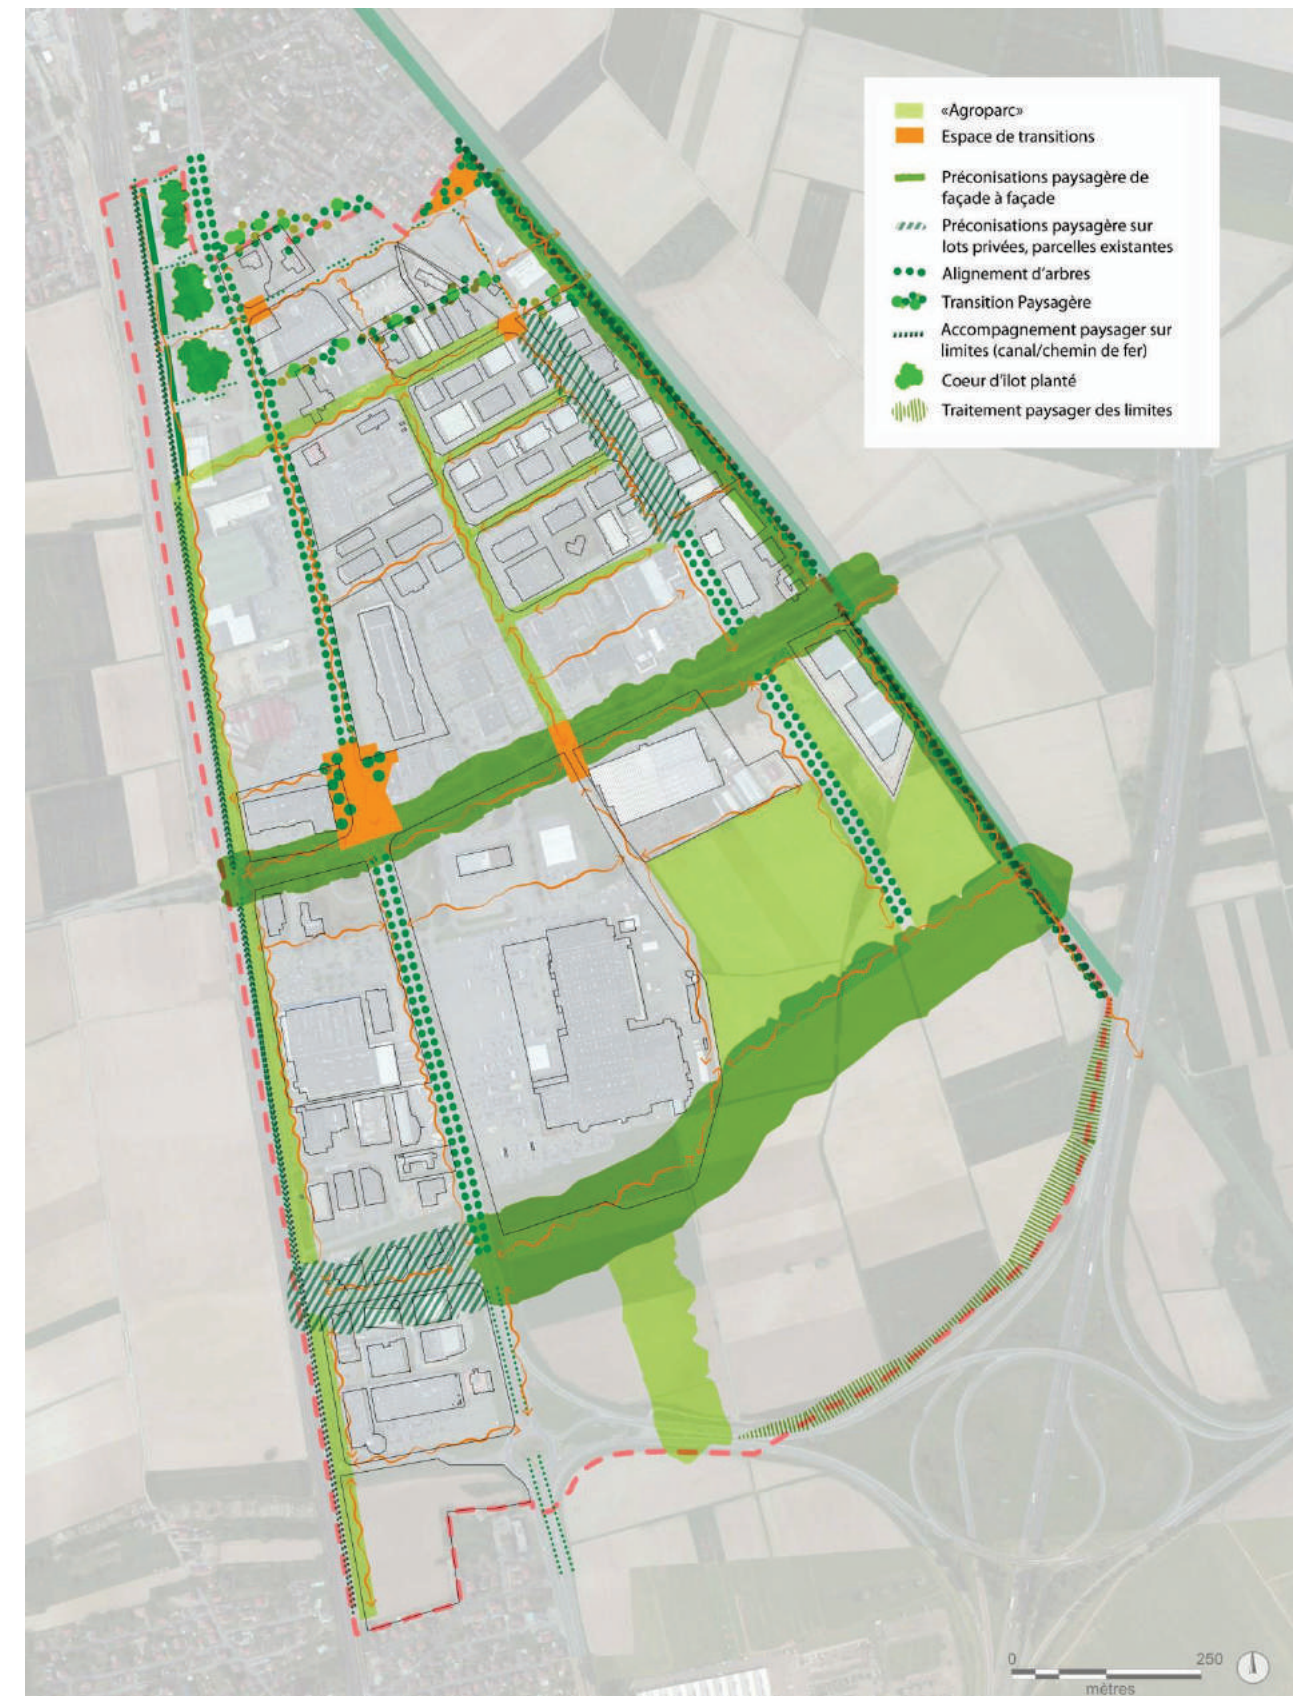 «Agroparc»
Espace de transitions
Préconisations paysagère de
façade à façade
Préconisations paysagère sur
lots privées, parcelles existantes
Alignement d'arbres
Transition Paysagère
Accompagnement paysager sur
limites (canal/chemin de fer)
Coeur d'ilot planté
Traitement paysager des limites
0 250
mètres